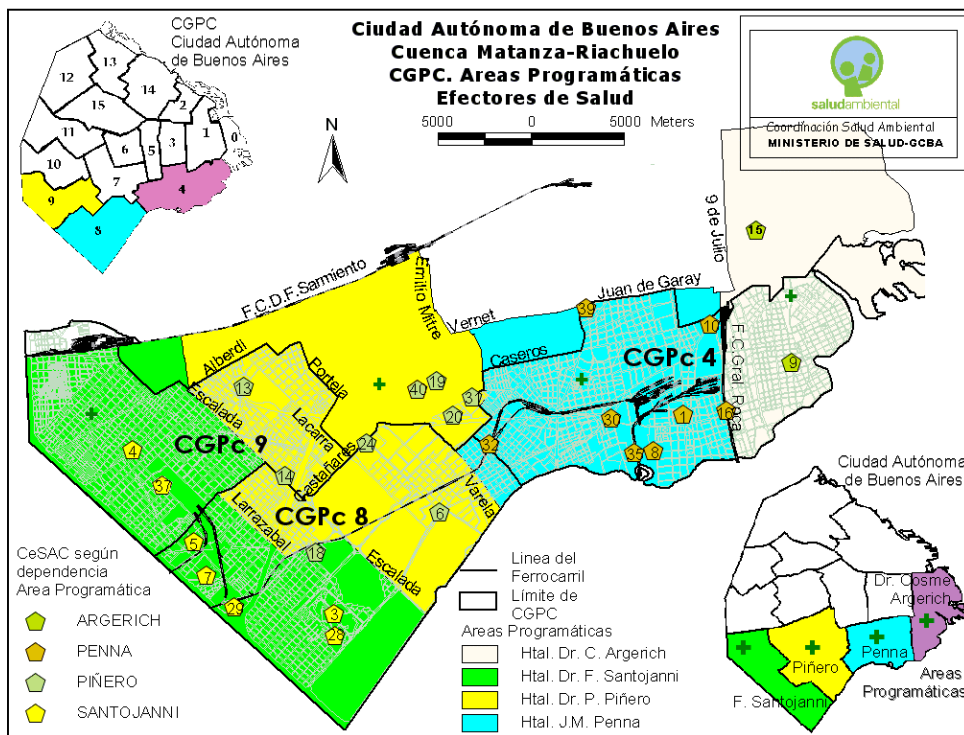 CGPC
Ciudad Autónoma
de Buenos Aires
12
13
14
15
2
11
6
5
3
1
0
10
7
9
4
8
Ciudad Autónoma de Buenos Aires
Cuenca Matanza-Riachuelo
CGPC. Areas Programáticas
Efectores de Salud
N
5000
0
5000 Meters
saludambiental
Coordinación Salud Ambiental
MINISTERIO DE SALUD-GCBA
9 de Julio
15
F.C.D.F.Sarmiento
Emilio Mitre
Vernet
Juan de Garay
39
10
Caseros
CGPc 4
F.C.Gral Roca
9
Alberdi
Portela
13
40
19
31
20
Escalada
Lacarra
24
Castañares
30
1
16
32
35
8
CGPc 9
4
37
14
Larrazabal
CGPc 8
Varela
6
18
Escalada
5
7
29
3
28
CeSAC según
dependencia
Area Programática
ARGERICH
PENNA
PIÑERO
SANTOJANNI
Linea del
Ferrocarril
Límite de
CGPC
Areas Programáticas
Htal. Dr. C. Argerich
Htal. Dr. F. Santojanni
Htal. Dr. P. Piñero
Htal. J.M. Penna
Ciudad Autónoma
de Buenos Aires
Dr. Cosme
Argerich
Penna
Piñero
F. Santojanni
Areas
Programáticas